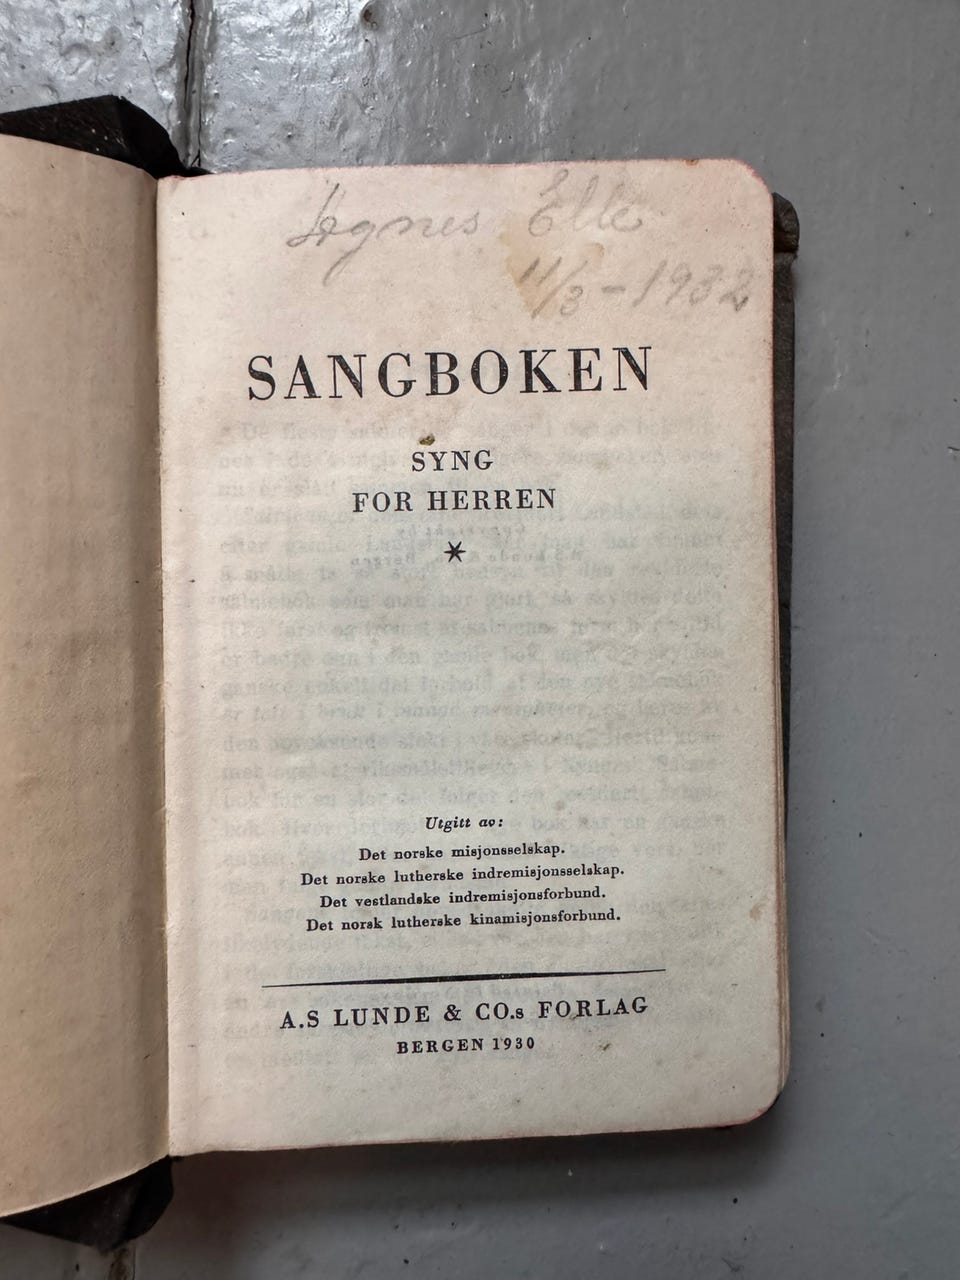 Agnes Elle
11/3-1932
SANGBOKEN
SYNG
FOR HERREN
Utgitt av:
Det norske misjonsselskap.
Det norske lutherske indremisjonsselskap.
Det vestlandske indremisjonsforbund.
Det norsk lutherske kinamisjonsforbund.
A.S LUNDE & CO.s FORLAG
BERGEN 1930